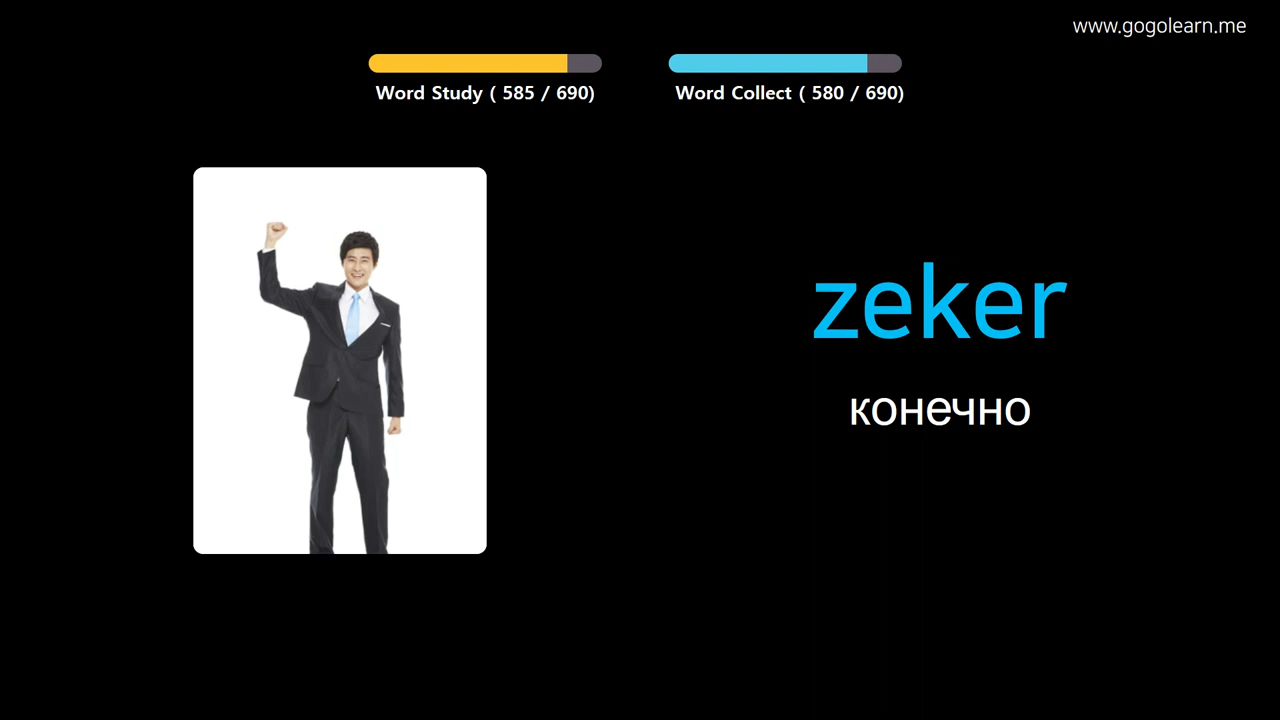 www.gogolearn.me
Word Study ( 585 / 690)
Word Collect ( 580 / 690)
zeker
конечно